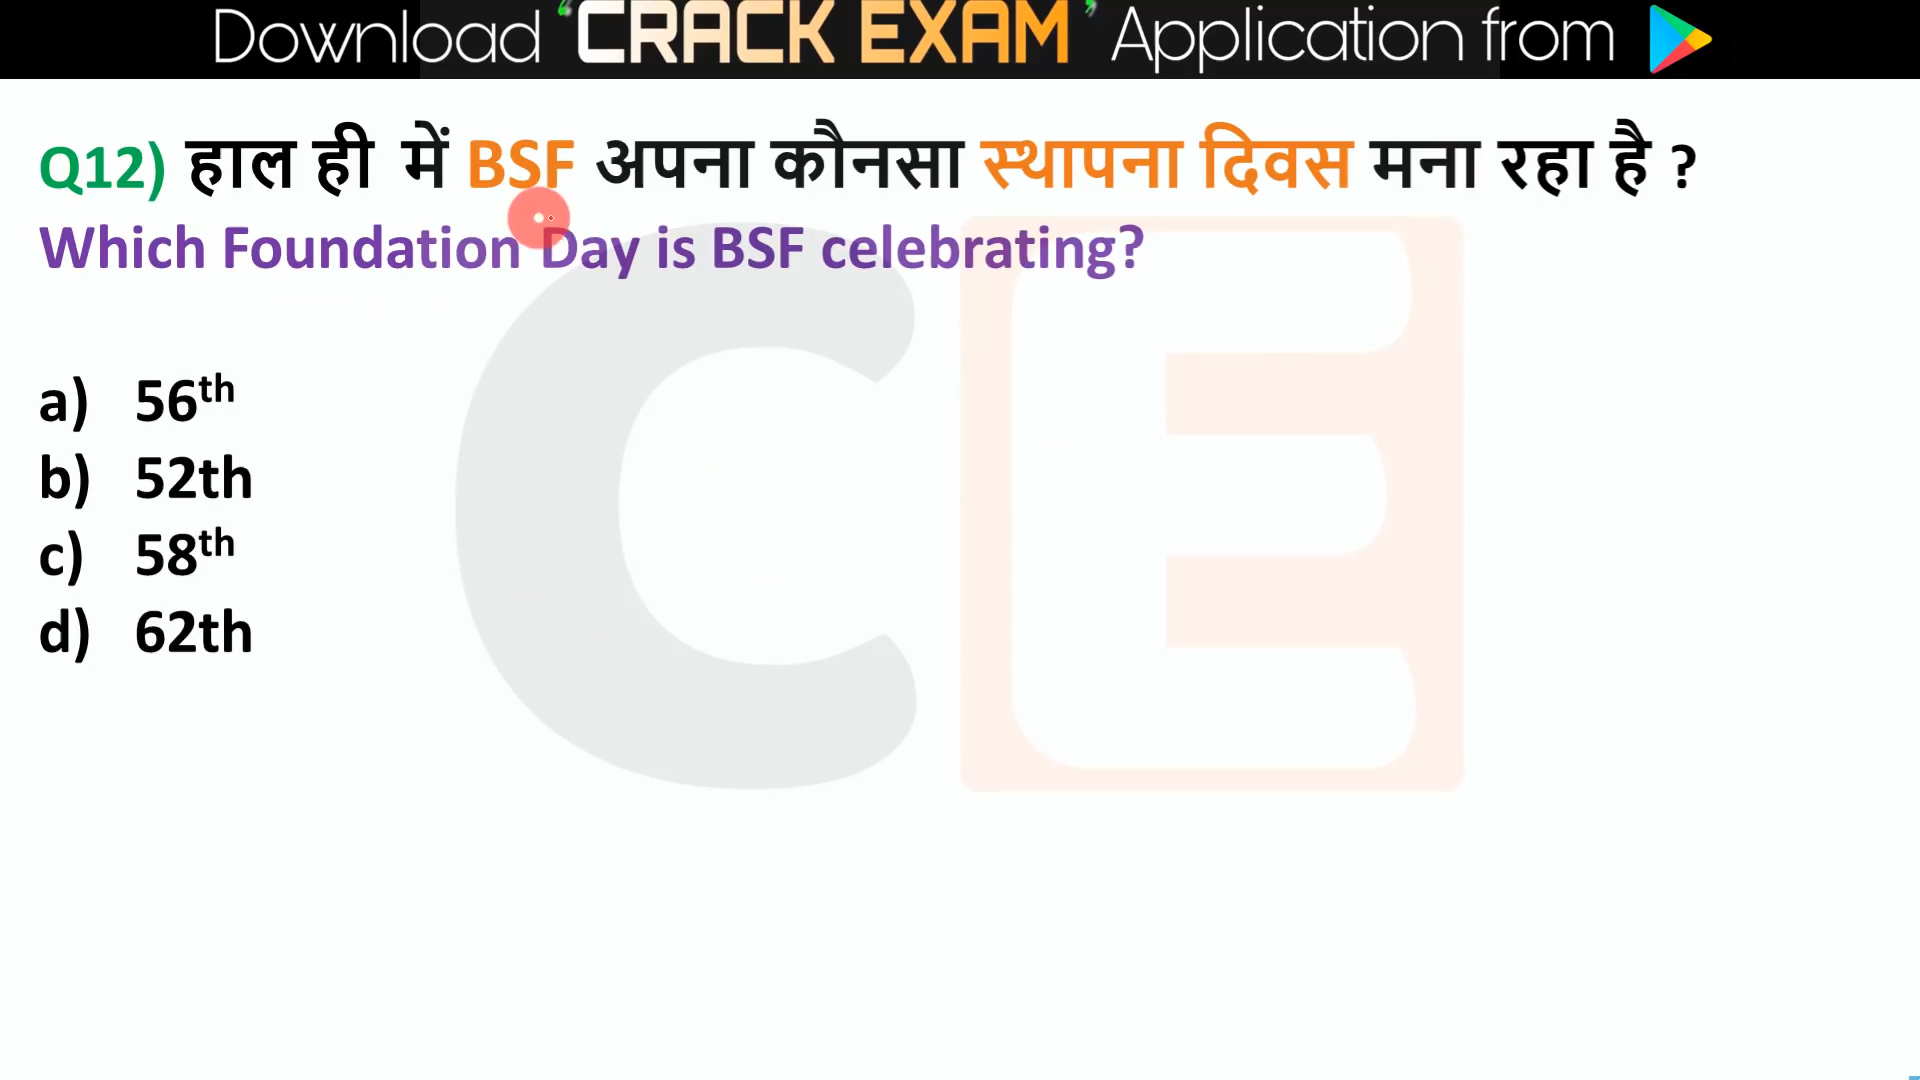 Download ‘CRACK EXAM’ Application from
Q12) हाल ही में BSF अपना कौनसा स्थापना दिवस मना रहा है ?
Which Foundation Day is BSF celebrating?
a) 56th
b) 52th
c) 58th
d) 62th
CE